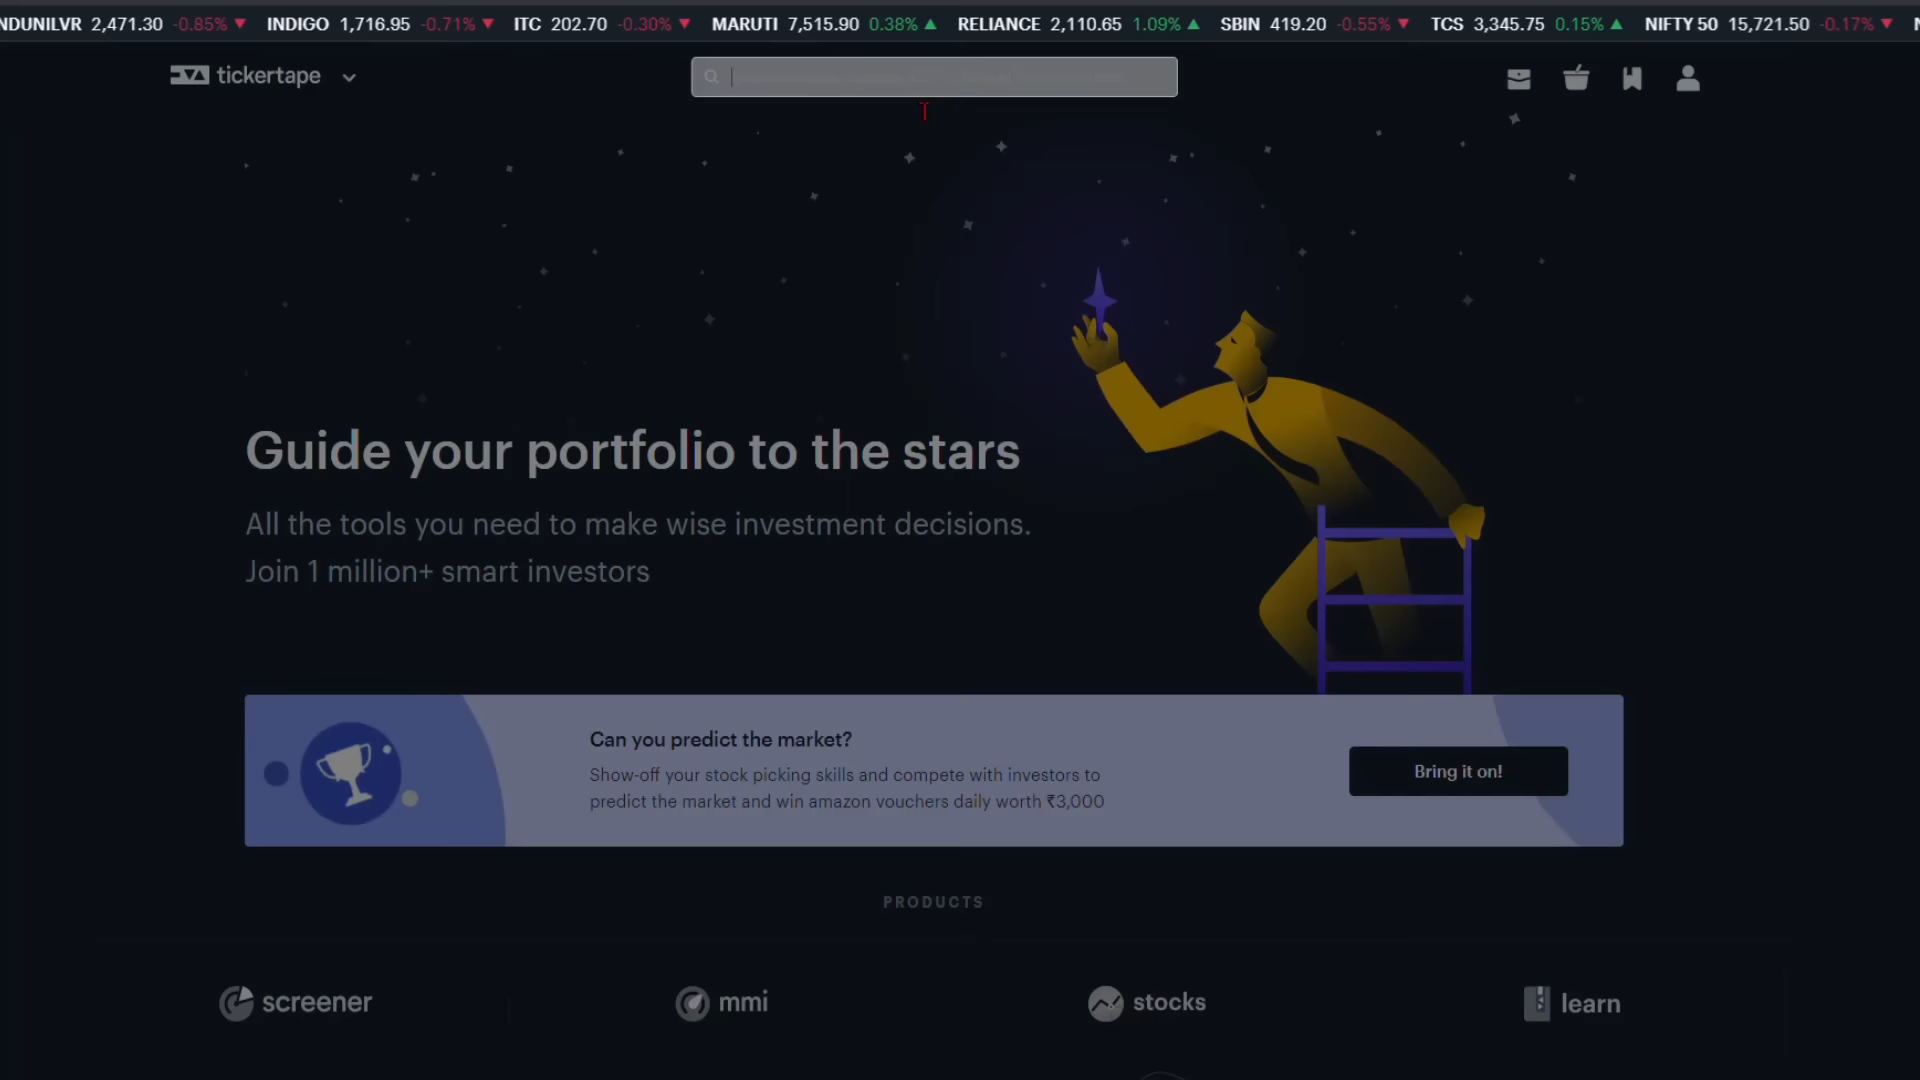 NDUNILVR 2,471.30 -0.85% ▼ INDIGO 1,716.95 -0.71% ▼ ITC 202.70 -0.30% ▼ MARUTI 7,515.90 0.38% ▲ RELIANCE 2,110.65 1.09% ▲ SBIN 419.20 -0.55% ▼ TCS 3,345.75 0.15% ▲ NIFTY 50 15,721.50 -0.17% ▼ N
tickertape
Guide your portfolio to the stars
All the tools you need to make wise investment decisions.
Join 1 million+ smart investors
Can you predict the market?
Show-off your stock picking skills and compete with investors to
predict the market and win amazon vouchers daily worth ₹3,000
Bring it on!
PRODUCTS
screener
mmi
stocks
learn